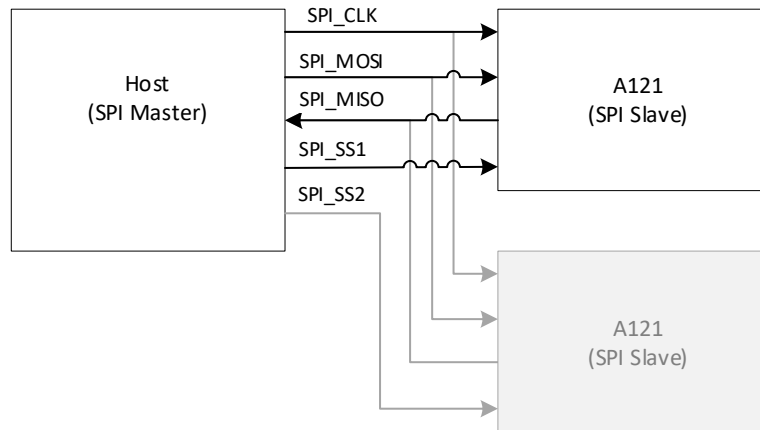 SPI_CLK
SPI_MOSI
SPI_MISO
SPI_SS1
SPI_SS2
Host
(SPI Master)
A121
(SPI Slave)
A121
(SPI Slave)